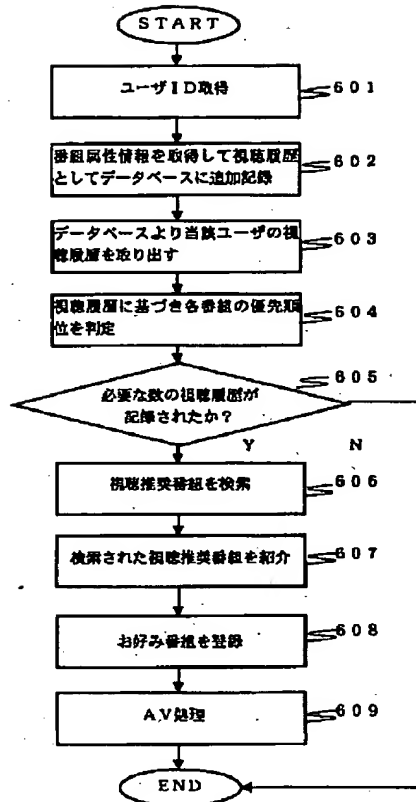 START
ユーザID取得
601
番組属性情報を取得して視聴履歴
としてデータベースに追加記録
602
データベースより当該ユーザの視
聴履歴を取り出す
603
視聴履歴に基づき各番組の優先順
位を判定
604
605
必要な数の視聴履歴が
記録されたか？
Y
N
視聴推奨番組を検索
606
検索された視聴推奨番組を紹介
607
お好み番組を登録
608
AV処理
609
END